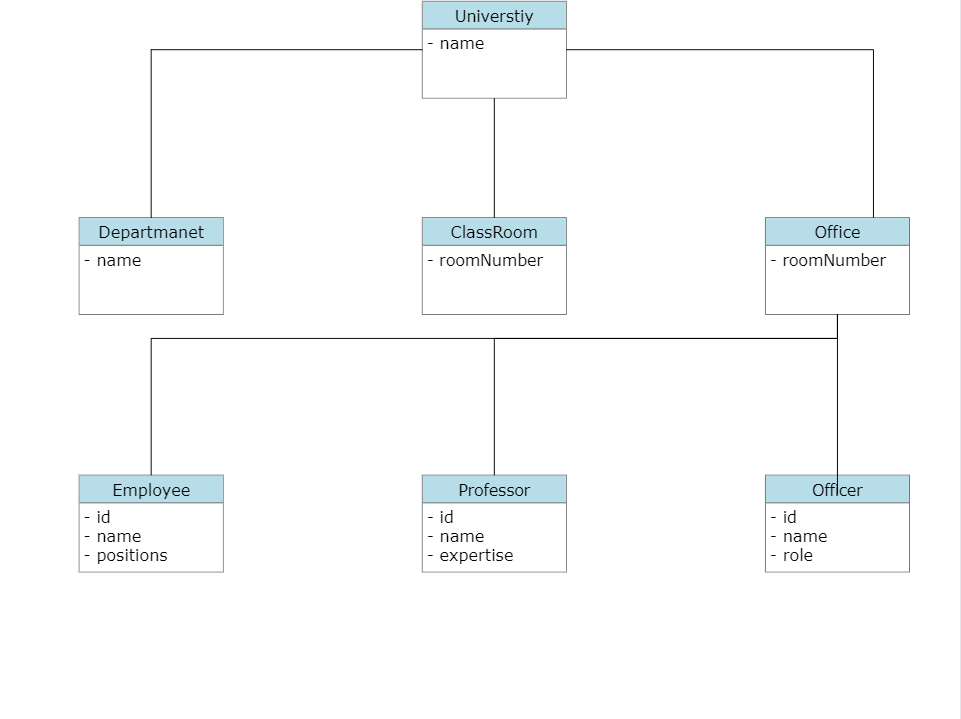 Universtiy
- name
Departmanet
- name
ClassRoom
- roomNumber
Office
- roomNumber
Employee
- id
- name
- positions
Professor
- id
- name
- expertise
Officer
- id
- name
- role